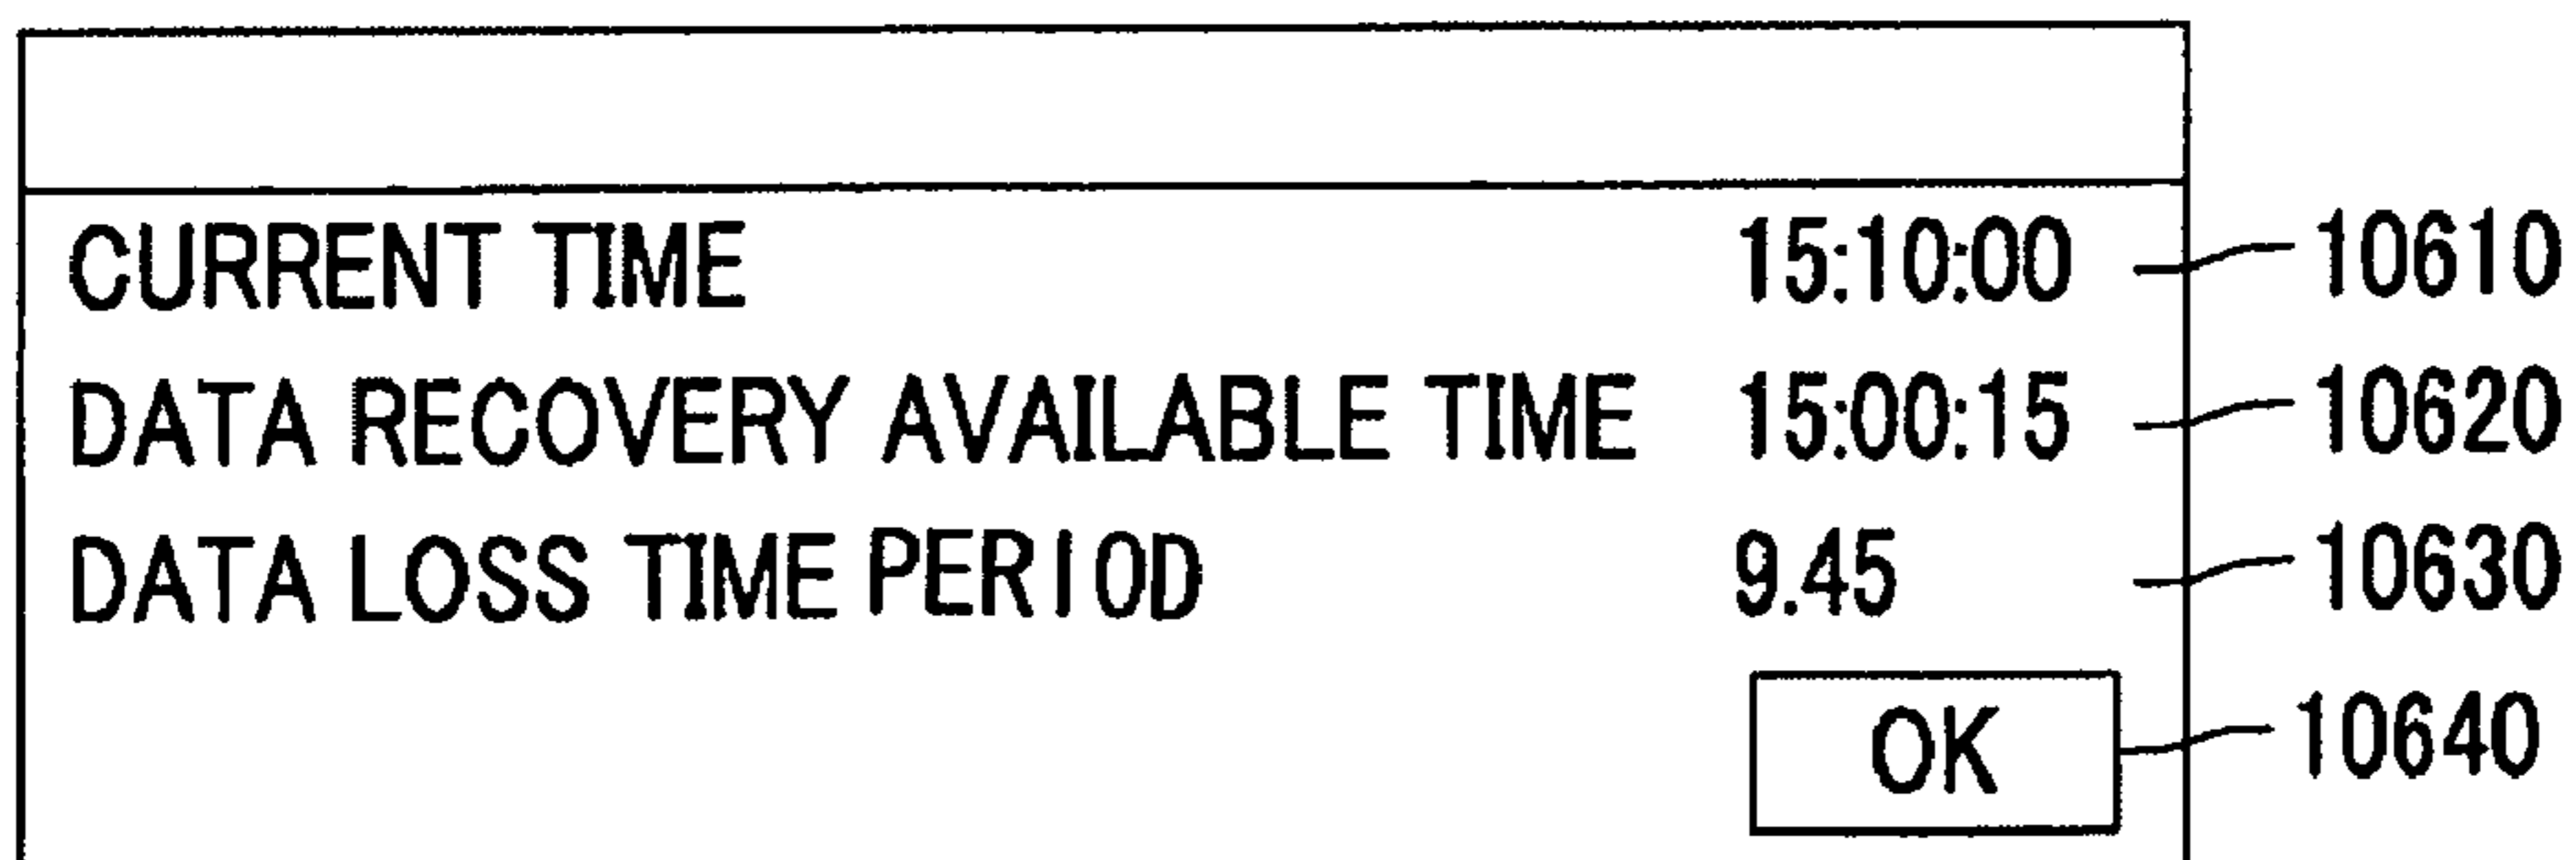 CURRENT TIME 15:10:00 10610
DATA RECOVERY AVAILABLE TIME 15:00:15 10620
DATA LOSS TIME PERIOD 9.45 10630
OK 10640